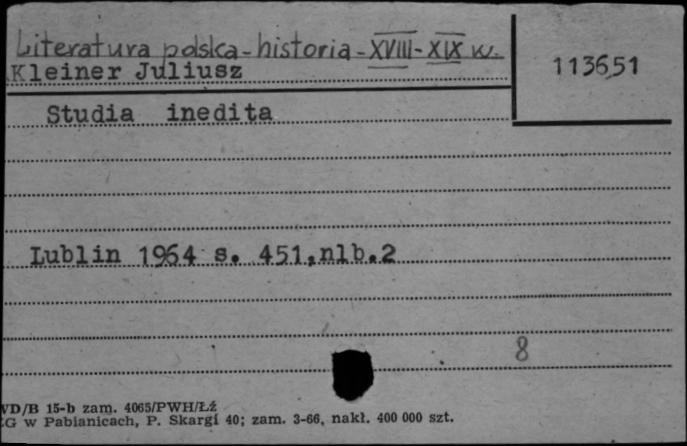 Literatura polska - historia - XVIII - XIX w.
Kleiner Juliusz
113651
Studia inedita
Lublin 1964 s. 451, nlb. 2
8
VD/B 15-b zam. 4065/PWH/Łź
ZG w Pabianicach, P. Skargi 40; zam. 3-66, nakł. 400 000 szt.